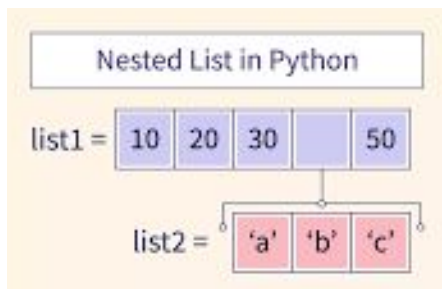 Nested List in Python
list1 = 10 20 30 50
list2 = ‘a’ ‘b’ ‘c’